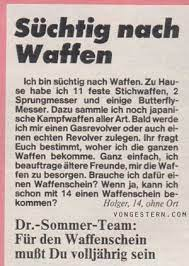 Süchtig nach
Waffen
Ich bin süchtig nach Waffen. Zu Hau-
se habe ich 11 feste Stichwaffen, 2
Sprungmesser und einige Butterfly-
Messer. Dazu sammle ich noch japani-
sche Kampfwaffen aller Art. Bald werde
ich mir einen Gasrevolver oder auch ei-
nen echten Revolver zulegen. Ihr fragt
Euch bestimmt, woher ich die ganzen
Waffen bekomme. Ganz einfach, ich
beauftrage ältere Freunde, mir die Waf-
fen zu besorgen. Brauche ich dafür ei-
nen Waffenschein? Wenn ja, kann ich
schon mit 14 einen Waffenschein be-
kommen?
Holger, 14, ohne Ort
VONGESTERN.COM
Dr.-Sommer-Team:
Für den Waffenschein
mußt Du volljährig sein